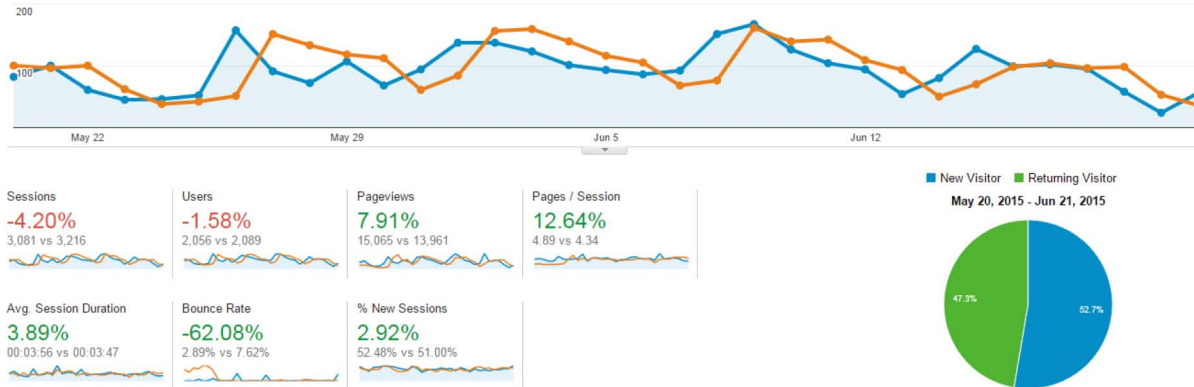 200
100
May 22
May 29
Jun 5
Jun 12
New Visitor
Returning Visitor
May 20, 2015 - Jun 21, 2015
47.3%
52.7%
Sessions
-4.20%
3,081 vs 3,216
Users
-1.58%
2,056 vs 2,089
Pageviews
7.91%
15,065 vs 13,961
Pages / Session
12.64%
4.89 vs 4.34
Avg. Session Duration
3.89%
00:03:56 vs 00:03:47
Bounce Rate
-62.08%
2.89% vs 7.62%
% New Sessions
2.92%
52.48% vs 51.00%